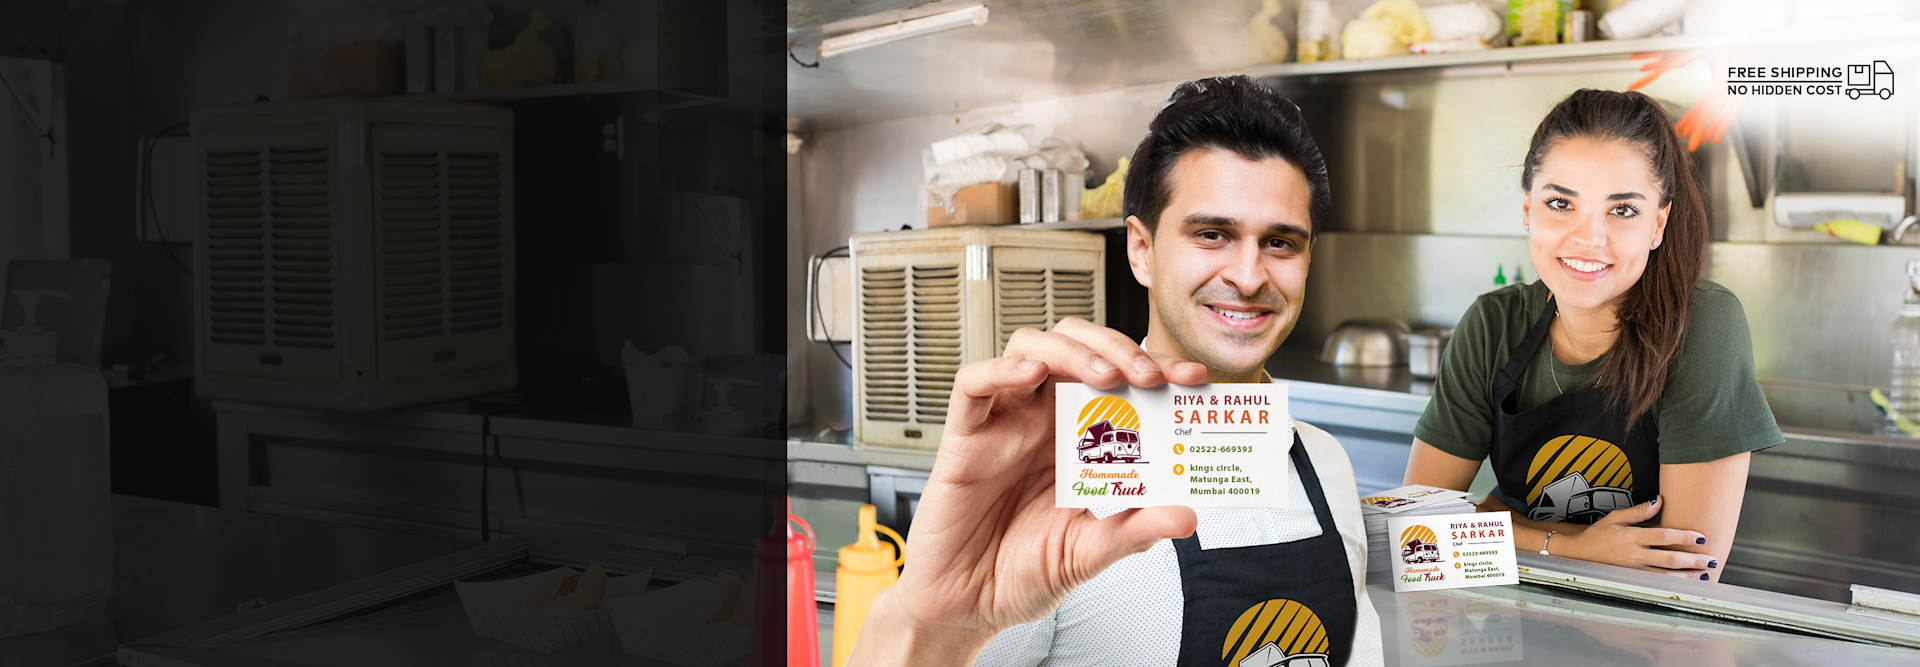 FREE SHIPPING
NO HIDDEN COST
RIYA & RAHUL
SARKAR
Chef
02522-669393
kings circle,
Matunga East,
Mumbai 400019
Homemade
Food Truck
RIYA & RAHUL
SARKAR
Chef
02522-669393
kings circle,
Matunga East,
Mumbai 400019
Homemade
Food Truck
SARKAR